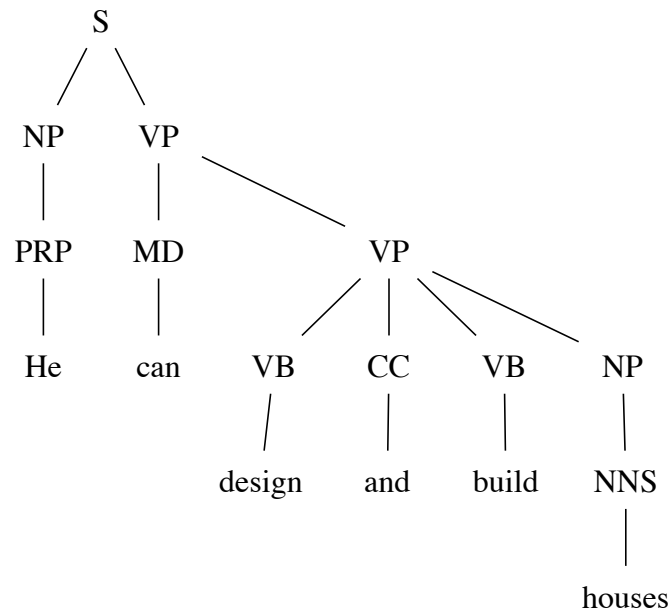 S
NP VP
PRP MD VP
He can VB CC VB NP
design and build NNS
houses